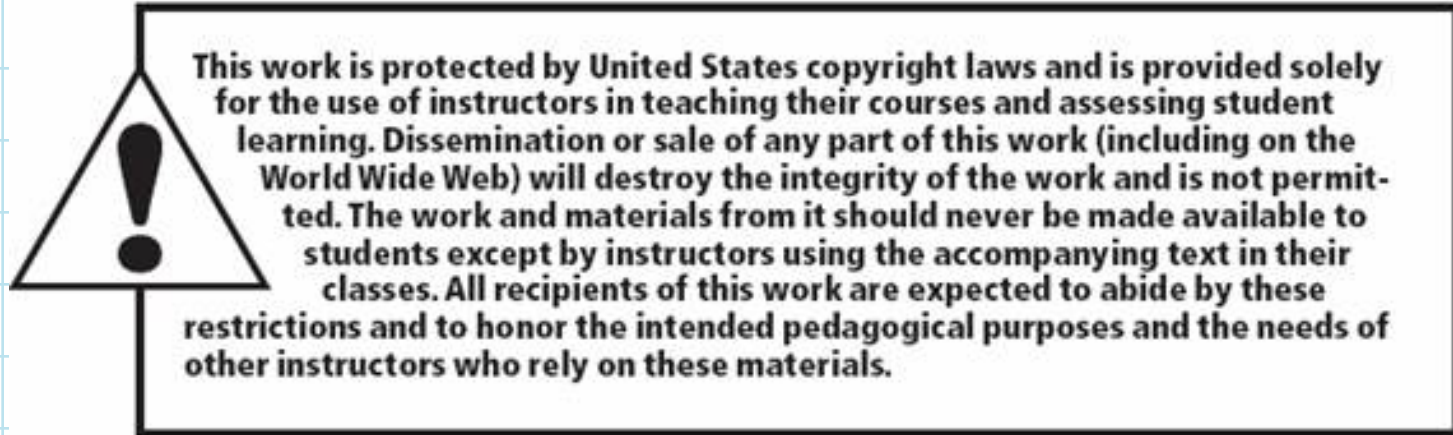 This work is protected by United States copyright laws and is provided solely
for the use of instructors in teaching their courses and assessing student
learning. Dissemination or sale of any part of this work (including on the
World Wide Web) will destroy the integrity of the work and is not permit-
ted. The work and materials from it should never be made available to
students except by instructors using the accompanying text in their
classes. All recipients of this work are expected to abide by these
restrictions and to honor the intended pedagogical purposes and the needs of
other instructors who rely on these materials.